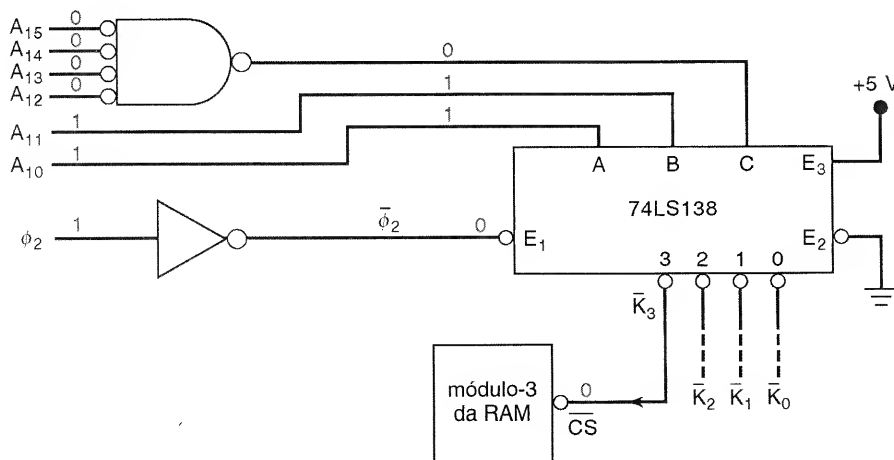 A₁₅ 0
A₁₄ 0
A₁₃ 0
A₁₂ 0
0
A₁₁ 1 1
A₁₀ 1 1
+5 V
A B C E₃
74LS138
ϕ₂ 1 ϕ̅₂ 0 E₁ E₂
3 2 1 0
K̅₃
módulo-3
da RAM
0
C̅S̅
K̅₂ K̅₁ K̅₀